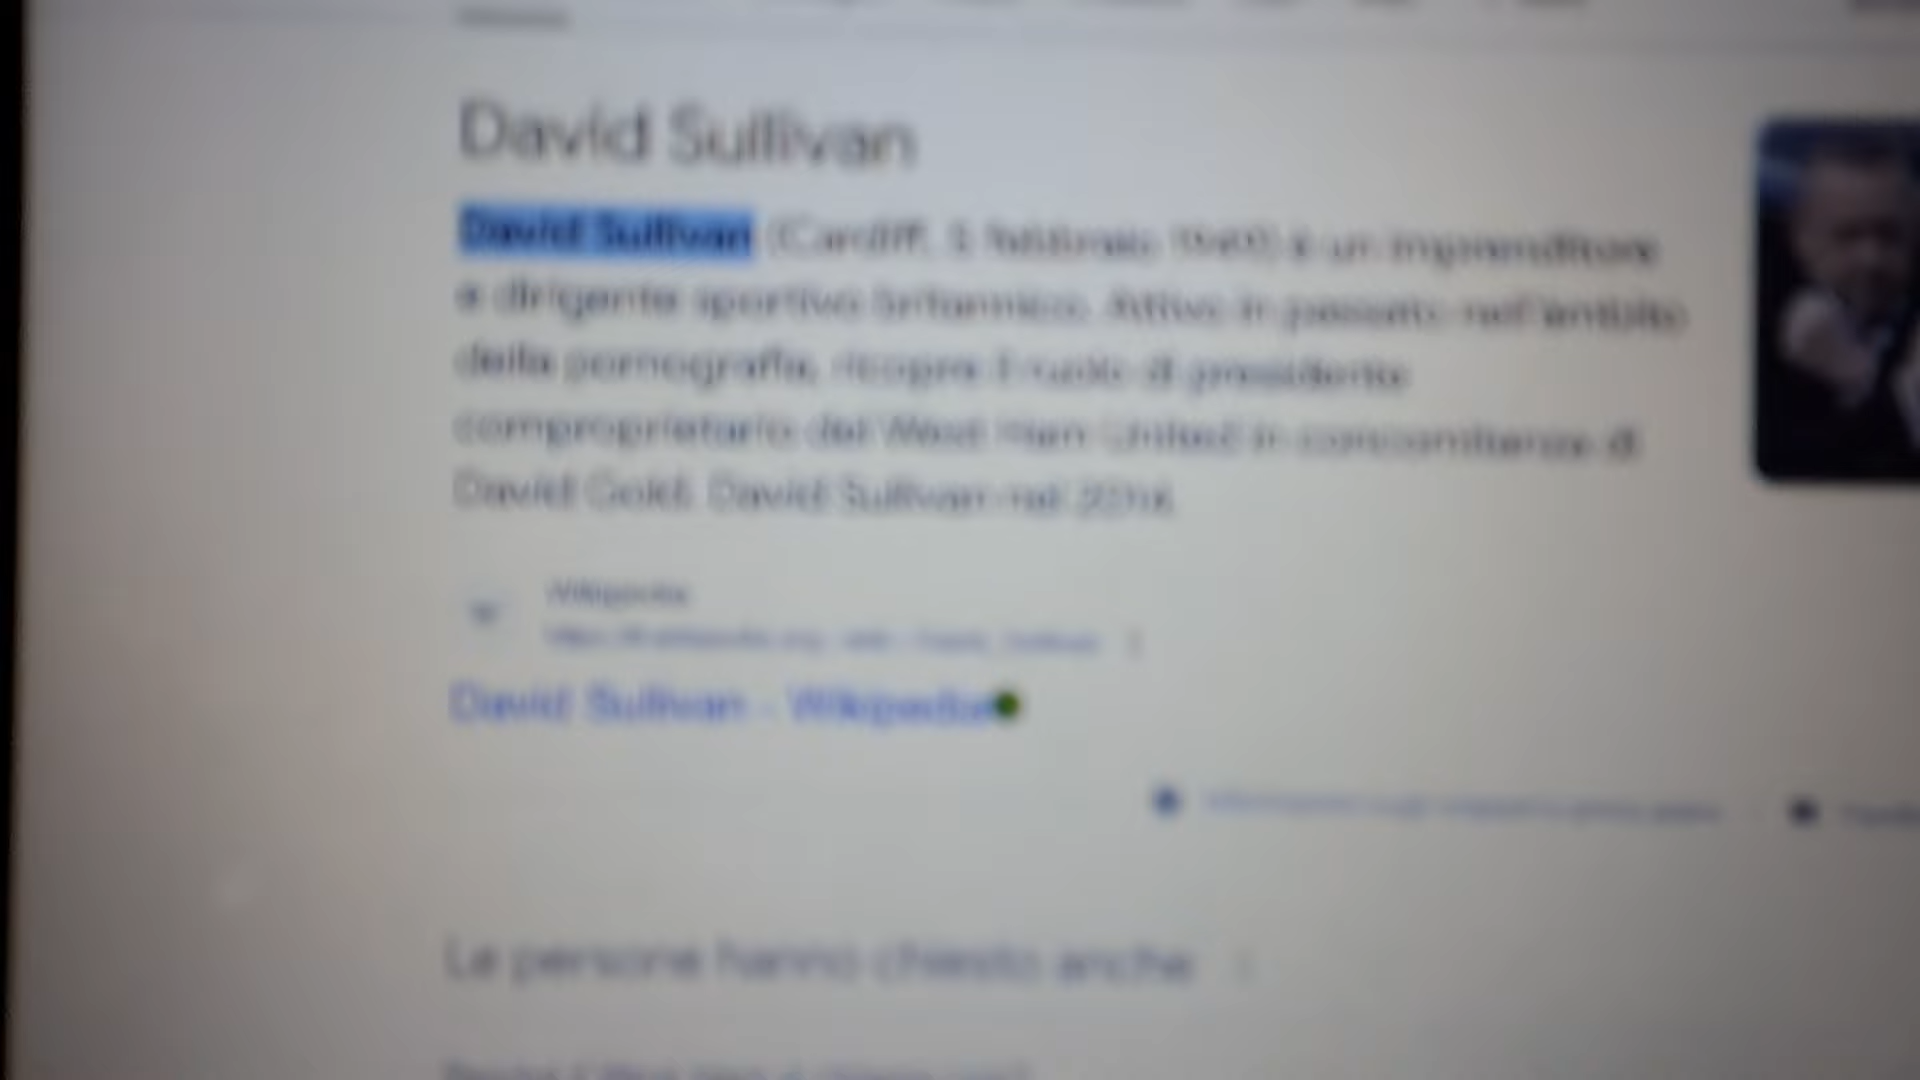 David Sullivan
David Sullivan (Cardiff, 5 febbraio 1949) è un imprenditore
e dirigente sportivo britannico. Attivo in passato nell'ambito
della pornografia, ricopre il ruolo di presidente
comproprietario del West Ham United in concomitanza di
David Gold. David Sullivan nel
Wikipedia
David Sullivan - Wikipedia
Le persone hanno chiesto anche